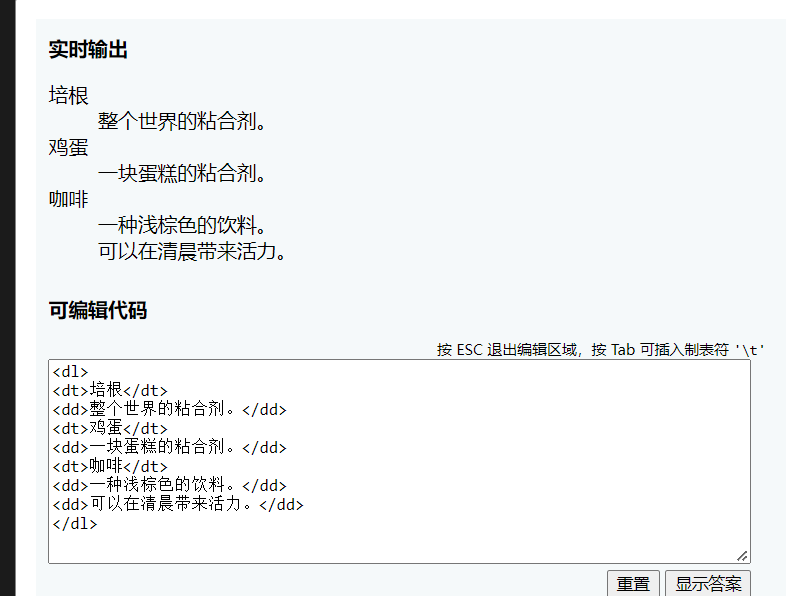 实时输出
培根
整个世界的粘合剂。
鸡蛋
一块蛋糕的粘合剂。
咖啡
一种浅棕色的饮料。
可以在清晨带来活力。
可编辑代码
按 ESC 退出编辑区域，按 Tab 可插入制表符 '\t'
<dl>
<dt>培根</dt>
<dd>整个世界的粘合剂。</dd>
<dt>鸡蛋</dt>
<dd>一块蛋糕的粘合剂。</dd>
<dt>咖啡</dt>
<dd>一种浅棕色的饮料。</dd>
<dd>可以在清晨带来活力。</dd>
</dl>
重置 显示答案